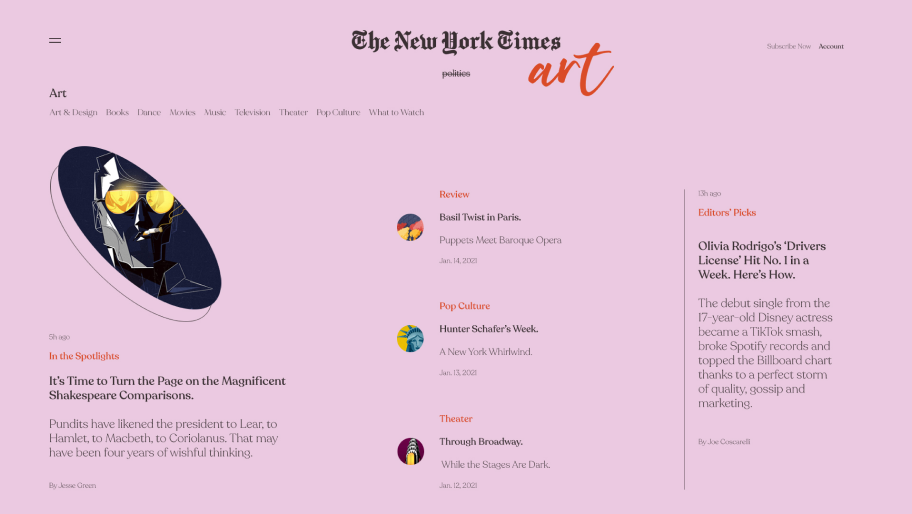 The New York Times
politics
art
Subscribe Now Account
Art
Art & Design Books Dance Movies Music Television Theater Pop Culture What to Watch
5h ago
In the Spotlights
It's Time to Turn the Page on the Magnificent
Shakespeare Comparisons.
Pundits have likened the president to Lear, to
Hamlet, to Macbeth, to Coriolanus. That may
have been four years of wishful thinking.
By Jesse Green
Review
Basil Twist in Paris.
Puppets Meet Baroque Opera
Jan. 14, 2021
Pop Culture
Hunter Schafer's Week.
A New York Whirlwind.
Jan. 13, 2021
Theater
Through Broadway.
While the Stages Are Dark.
Jan. 12, 2021
13h ago
Editors' Picks
Olivia Rodrigo's 'Drivers
License' Hit No. 1 in a
Week. Here's How.
The debut single from the
17-year-old Disney actress
became a TikTok smash,
broke Spotify records and
topped the Billboard chart
thanks to a perfect storm
of quality, gossip and
marketing.
By Joe Coscarelli